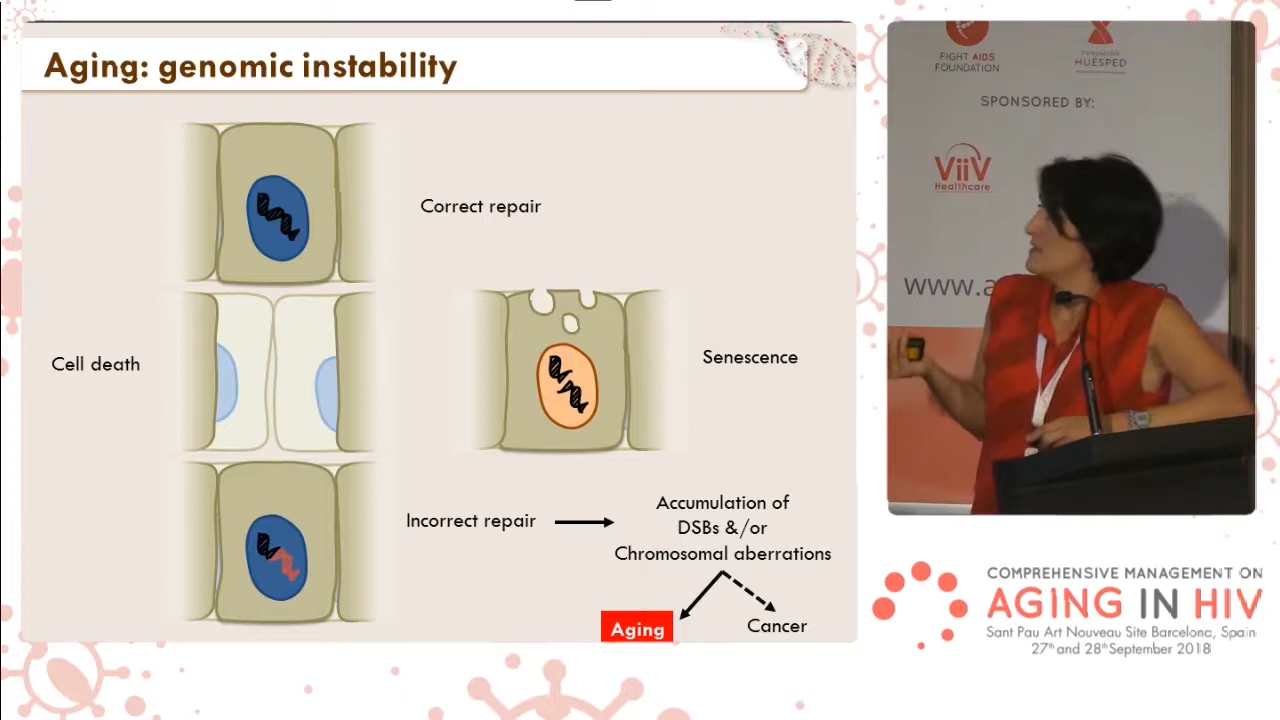 Aging: genomic instability
Correct repair
Cell death
Senescence
Incorrect repair
Accumulation of
DSBs &/or
Chromosomal aberrations
Aging
Cancer
FIGHT AIDS
FOUNDATION
FUNDACIÓN
HUÉSPED
SPONSORED BY:
ViiV
Healthcare
www.a
COMPREHENSIVE MANAGEMENT ON
AGING IN HIV
Sant Pau Art Nouveau Site Barcelona, Spain
27th and 28th September 2018